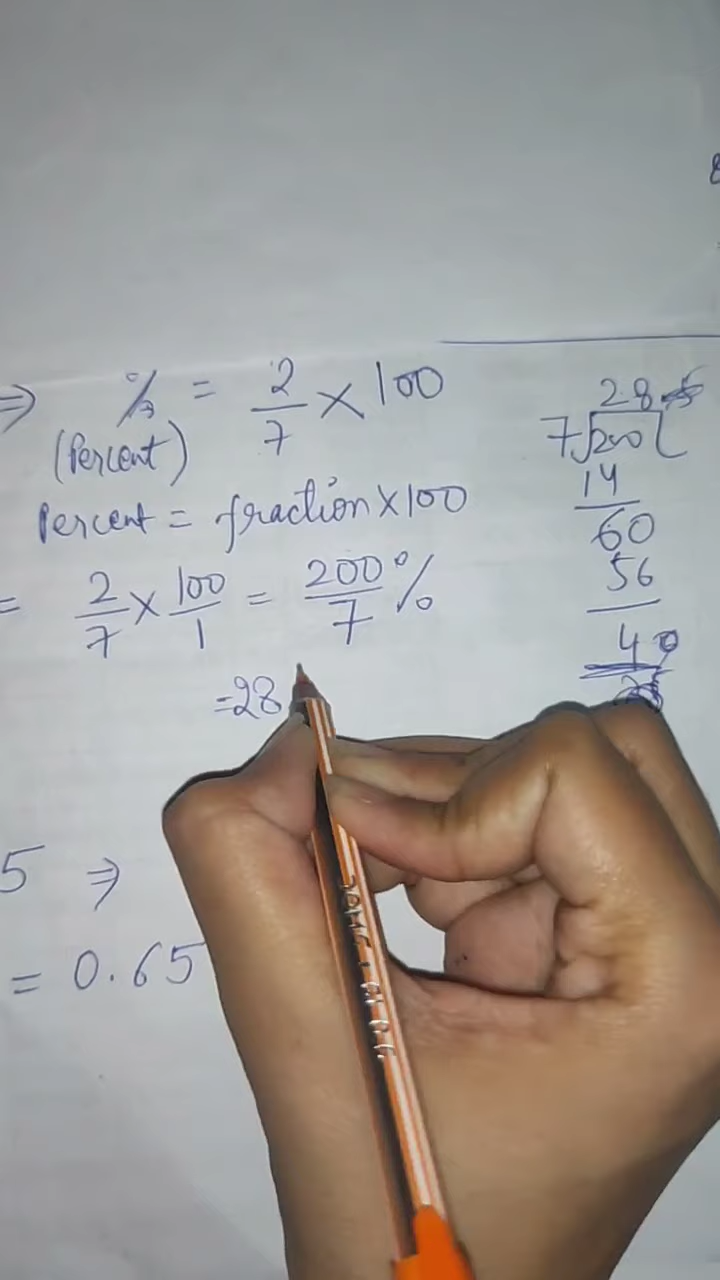 ⇒ % = 2/7 × 100
(Percent)
Percent = fraction × 100
= 2/7 × 100/1 = 200/7 %
= 28
5 ⇒
= 0.65
28
7√200
14
60
56
40